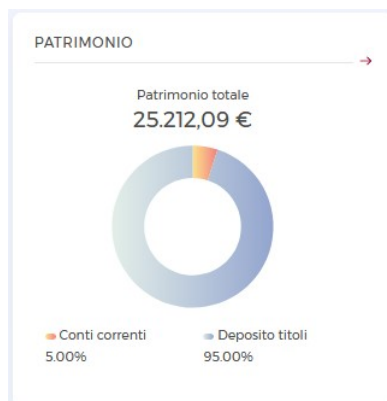 PATRIMONIO
Patrimonio totale
25.212,09 €
Conti correnti
5.00%
Deposito titoli
95.00%